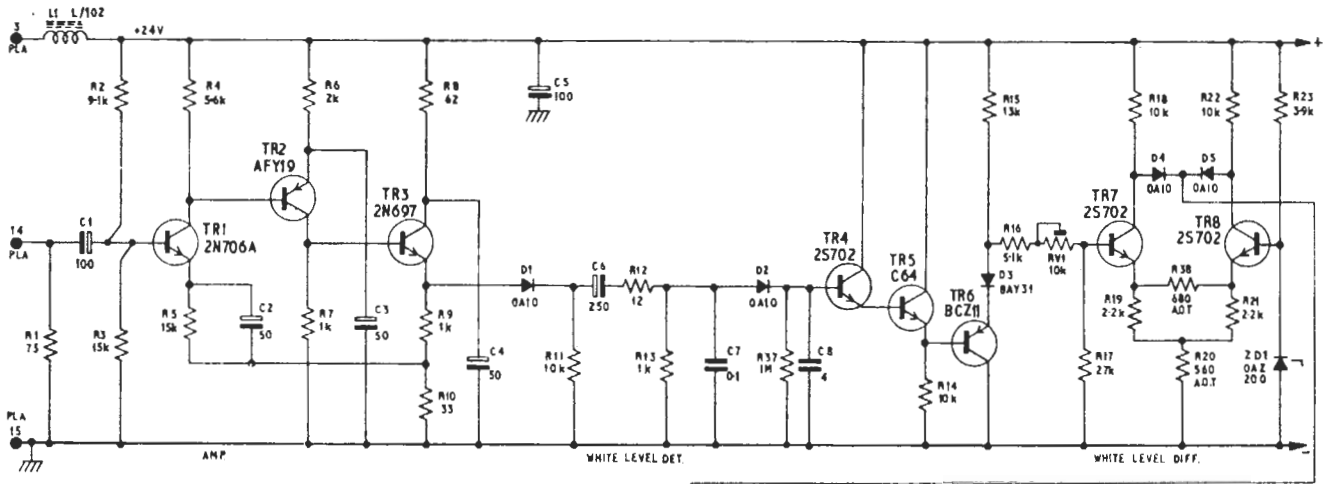 L1 L/102
3
PLA
+24V
+
R2
9·1k
R4
5·6k
R6
2k
R8
62
C5
100
R15
13k
R18
10k
R22
10k
R23
3·9k
TR2
AFY19
D4
OA10
D5
OA10
TR3
2N697
TR7
2S702
TR8
2S702
14
PLA
C1
100
TR1
2N706A
TR4
2S702
TR5
C64
TR6
BCZ11
R16
5·1k
RV1
10k
D3
BAY31
D1
OA10
C6
250
R12
12
D2
OA10
R38
680
A.O.T
R1
75
R3
15k
R5
15k
C2
50
R7
1k
C3
50
R9
1k
C4
50
R11
10k
R13
1k
C7
0·1
R37
1M
C8
4
R14
10k
R17
27k
R19
2·2k
R21
2·2k
R20
560
A.O.T
ZD1
OAZ
200
R10
33
PLA
15
AMP.
WHITE LEVEL DET.
WHITE LEVEL DIFF.
-